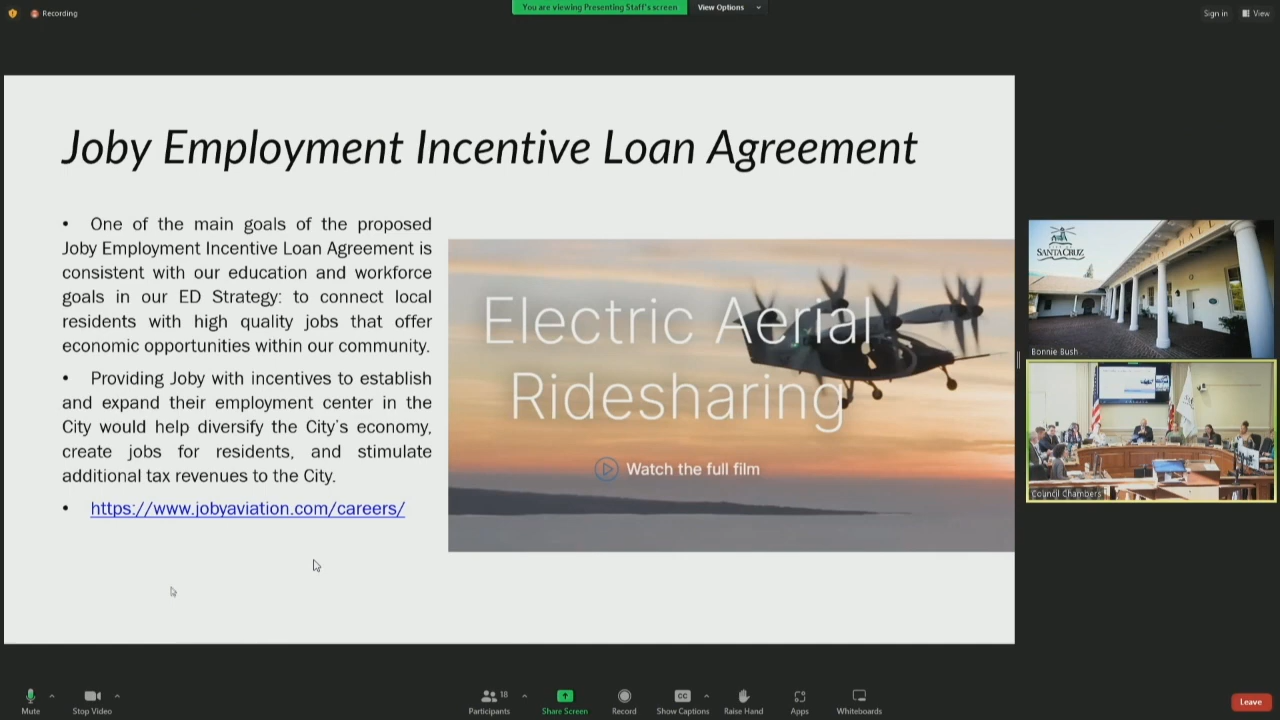 Recording
You are viewing Presenting Staff's screen
View Options
Sign in
View
Joby Employment Incentive Loan Agreement
• One of the main goals of the proposed
Joby Employment Incentive Loan Agreement is
consistent with our education and workforce
goals in our ED Strategy: to connect local
residents with high quality jobs that offer
economic opportunities within our community.
• Providing Joby with incentives to establish
and expand their employment center in the
City would help diversify the City's economy,
create jobs for residents, and stimulate
additional tax revenues to the City.
• https://www.jobyaviation.com/careers/
Electric Aerial
Ridesharing
Watch the full film
SANTA CRUZ
HALL
Bonnie Bush
Council Chambers
Mute
Stop Video
Participants
18
Share Screen
Record
CC
Show Captions
Raise Hand
Apps
Whiteboards
Leave